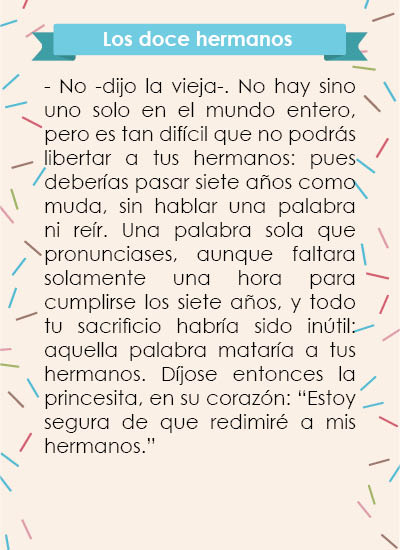 Los doce hermanos
- No -dijo la vieja-. No hay sino
uno solo en el mundo entero,
pero es tan difícil que no podrás
libertar a tus hermanos: pues
deberías pasar siete años como
muda, sin hablar una palabra
ni reír. Una palabra sola que
pronunciases, aunque faltara
solamente una hora para
cumplirse los siete años, y todo
tu sacrificio habría sido inútil:
aquella palabra mataría a tus
hermanos. Díjose entonces la
princesita, en su corazón: “Estoy
segura de que redimiré a mis
hermanos.”